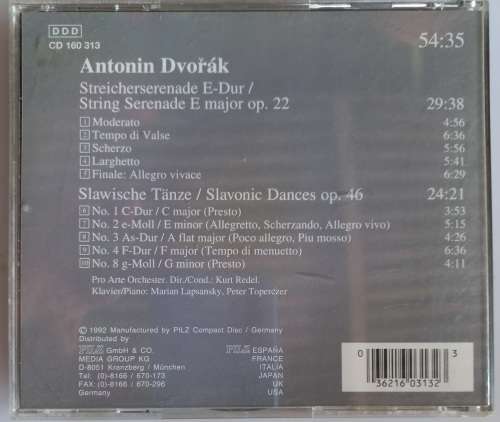 DDD
CD 160 313
54:35
Antonin Dvořák
Streicherserenade E-Dur /
String Serenade E major op. 22 29:38
1 Moderato 4:56
2 Tempo di Valse 6:36
3 Scherzo 5:56
4 Larghetto 5:41
5 Finale: Allegro vivace 6:29
Slawische Tänze / Slavonic Dances op. 46 24:21
6 No. 1 C-Dur / C major (Presto) 3:53
7 No. 2 e-Moll / E minor (Allegretto, Scherzando, Allegro vivo) 5:15
8 No. 3 As-Dur / A flat major (Poco allegro, Piu mosso) 4:26
9 No. 4 F-Dur / F major (Tempo di menuetto) 6:36
10 No. 8 g-Moll / G minor (Presto) 4:11
Pro Arte Orchester. Dir./Cond.: Kurt Redel.
Klavier/Piano: Marian Lapsansky, Peter Toperczer
© 1992 Manufactured by PILZ Compact Disc / Germany
Distributed by
PILZ GmbH & CO. PILZ ESPAÑA
MEDIA GROUP KG FRANCE
D-8051 Kranzberg / München ITALIA
Tel: (0)-8166 / 670-173 JAPAN
FAX: (0)-8166 / 670-296 UK
Germany USA
0 36216 03132 3